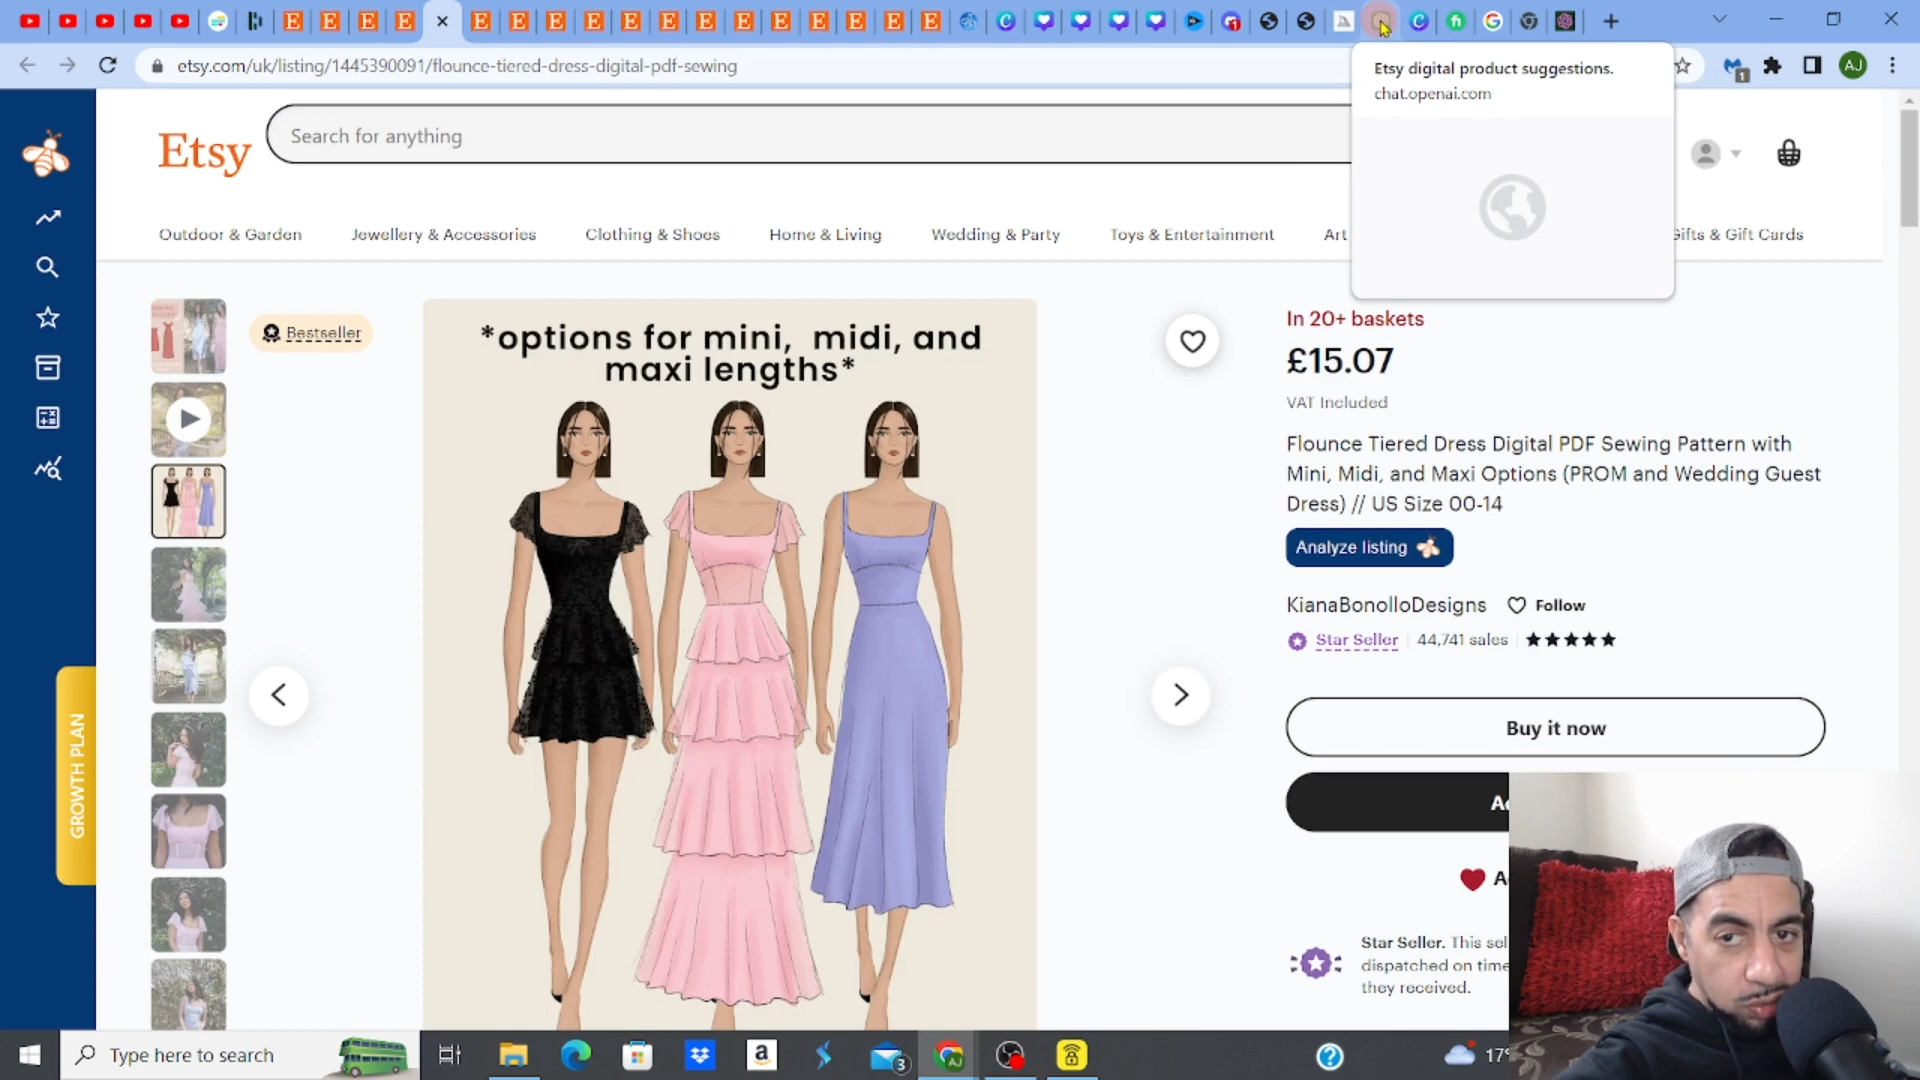 etsy.com/uk/listing/1445390091/flounce-tiered-dress-digital-pdf-sewing
1
AJ
Etsy digital product suggestions.
chat.openai.com
Etsy
Search for anything
Outdoor & Garden
Jewellery & Accessories
Clothing & Shoes
Home & Living
Wedding & Party
Toys & Entertainment
Art
Gifts & Gift Cards
Bestseller
*options for mini, midi, and
maxi lengths*
In 20+ baskets
£15.07
VAT Included
Flounce Tiered Dress Digital PDF Sewing Pattern with
Mini, Midi, and Maxi Options (PROM and Wedding Guest
Dress) // US Size 00-14
Analyze listing
KianaBonolloDesigns
Follow
Star Seller
44,741 sales
Buy it now
GROWTH PLAN
Star Seller. This sel
dispatched on time
they received.
Type here to search
3
17°